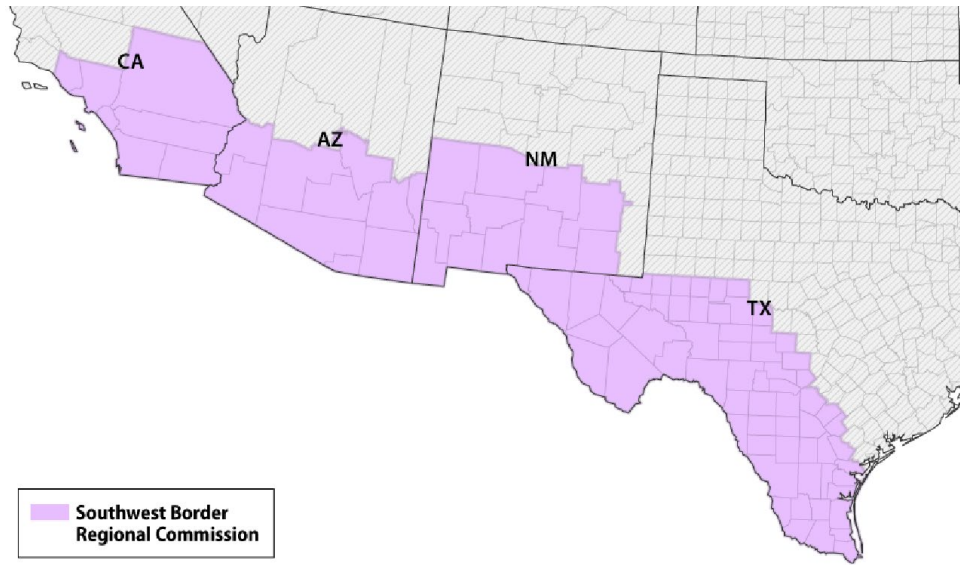 CA
AZ
NM
TX
Southwest Border
Regional Commission